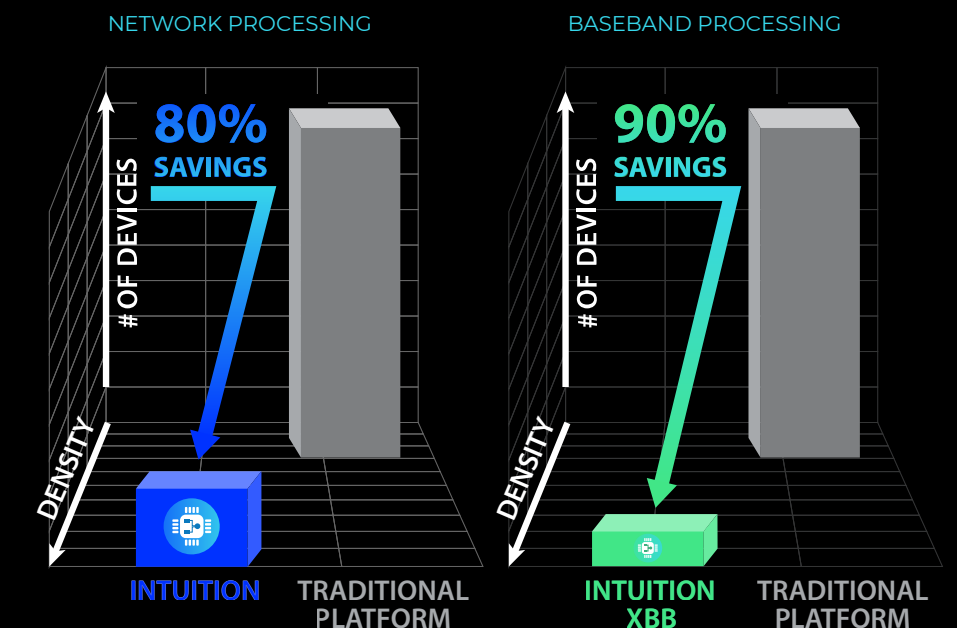 NETWORK PROCESSING
80%
SAVINGS
# OF DEVICES
DENSITY
INTUITION
TRADITIONAL
PLATFORM
BASEBAND PROCESSING
90%
SAVINGS
# OF DEVICES
DENSITY
INTUITION
XBB
TRADITIONAL
PLATFORM